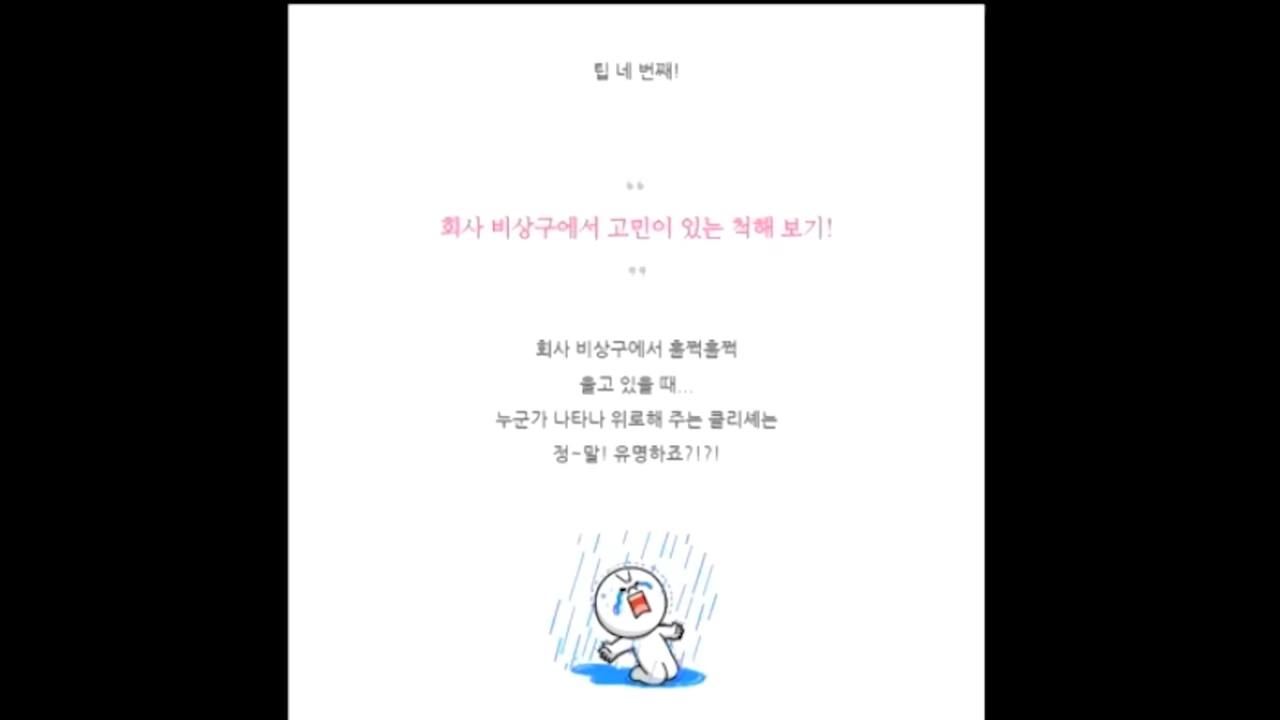 팁 네 번째!
“
회사 비상구에서 고민이 있는 척해 보기!
”
회사 비상구에서 훌쩍훌쩍
울고 있을 때...
누군가 나타나 위로해 주는 클리셰는
정~말! 유명하죠?!?!